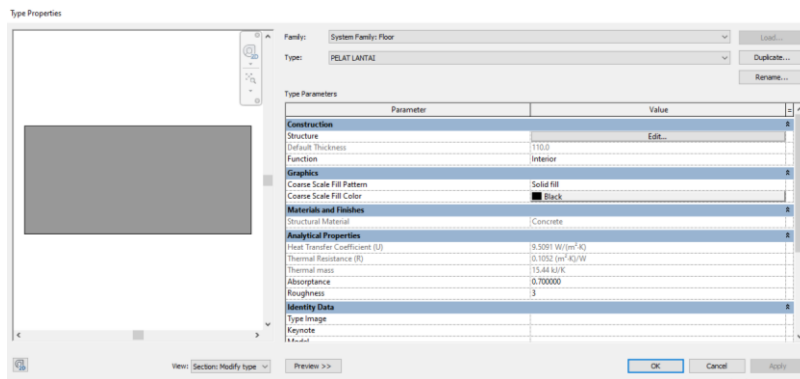 Type Properties
Family: System Family: Floor Load...
Type: PELAT LANTAI Duplicate...
Rename...
Type Parameters
Parameter Value =
Construction
Structure Edit...
Default Thickness 110.0
Function Interior
Graphics
Coarse Scale Fill Pattern Solid fill
Coarse Scale Fill Color Black
Materials and Finishes
Structural Material Concrete
Analytical Properties
Heat Transfer Coefficient (U) 9.5091 W/(m²·K)
Thermal Resistance (R) 0.1052 (m²·K)/W
Thermal mass 15.44 kJ/K
Absorptance 0.700000
Roughness 3
Identity Data
Type Image
Keynote
Model
View: Section: Modify type Preview >> OK Cancel Apply